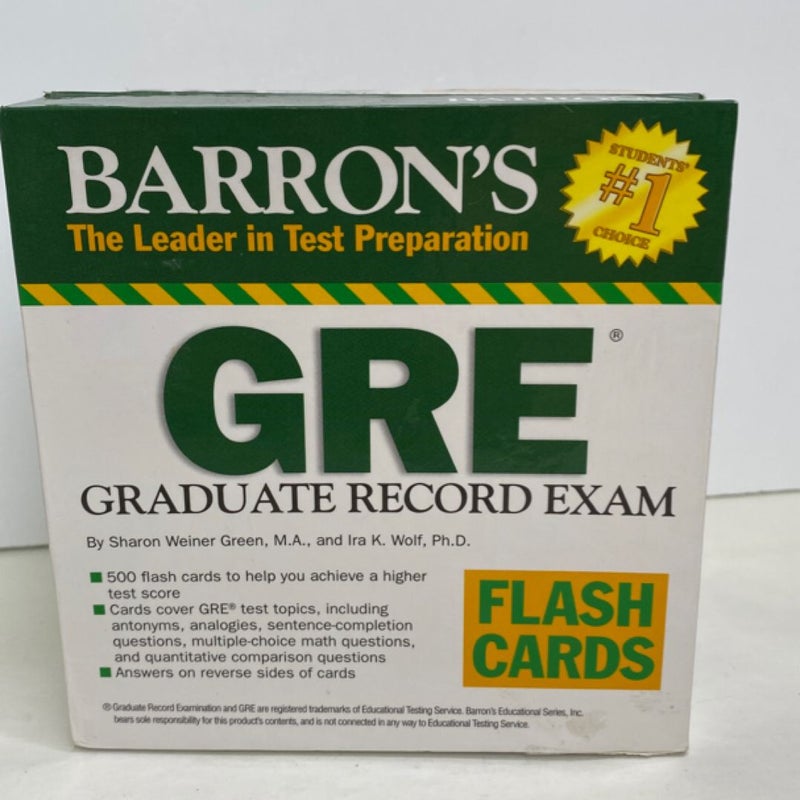 BARRON'S
The Leader in Test Preparation
STUDENTS'
#1
CHOICE
GRE®
GRADUATE RECORD EXAM
By Sharon Weiner Green, M.A., and Ira K. Wolf, Ph.D.
500 flash cards to help you achieve a higher
test score
Cards cover GRE® test topics, including
antonyms, analogies, sentence-completion
questions, multiple-choice math questions,
and quantitative comparison questions
Answers on reverse sides of cards
FLASH
CARDS
® Graduate Record Examination and GRE are registered trademarks of Educational Testing Service. Barron's Educational Series, Inc.
bears sole responsibility for this product's contents, and is not connected in any way to Educational Testing Service.